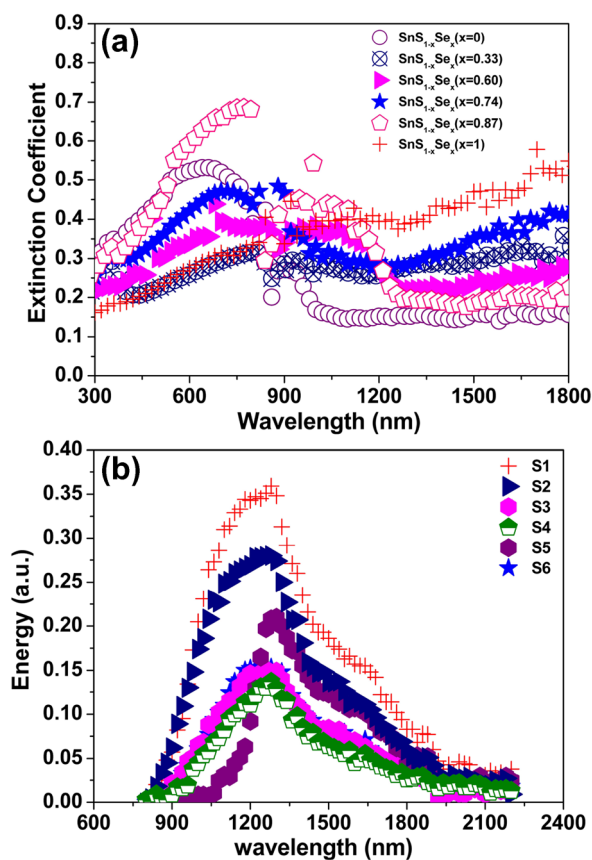 (a)
SnS1-xSex(x=0)
SnS1-xSex(x=0.33)
SnS1-xSex(x=0.60)
SnS1-xSex(x=0.74)
SnS1-xSex(x=0.87)
SnS1-xSex(x=1)
Extinction Coefficient
0.9
0.8
0.7
0.6
0.5
0.4
0.3
0.2
0.1
0.0
300 600 900 1200 1500 1800
Wavelength (nm)
(b)
S1
S2
S3
S4
S5
S6
Energy (a.u.)
0.40
0.35
0.30
0.25
0.20
0.15
0.10
0.05
0.00
600 900 1200 1500 1800 2100 2400
wavelength (nm)